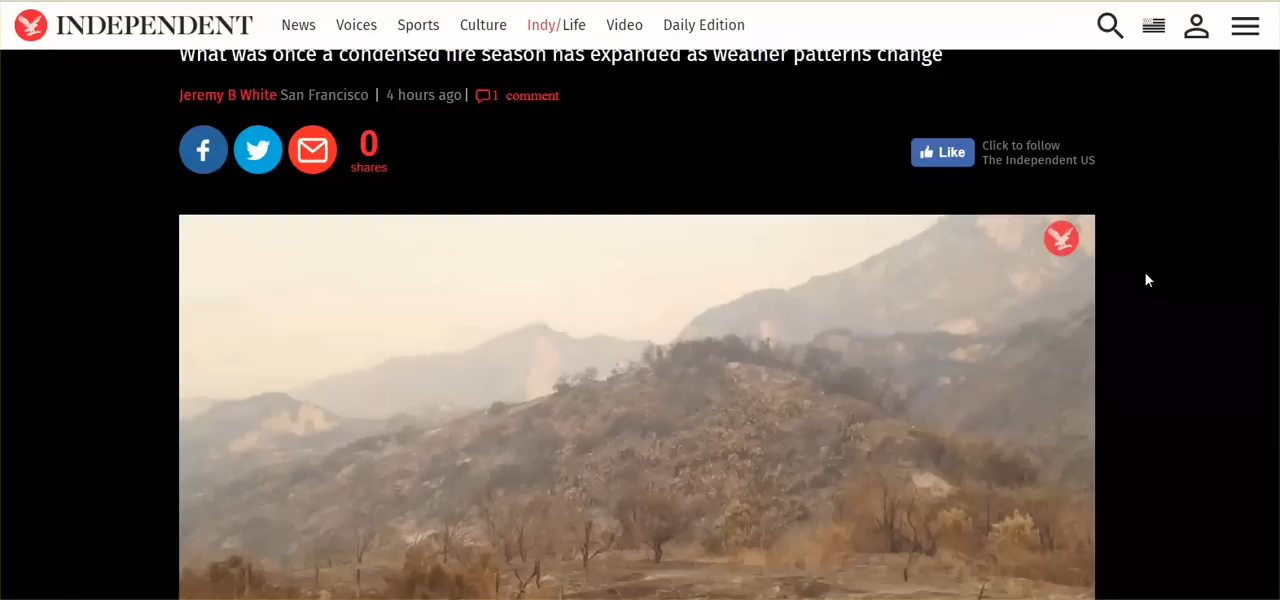 INDEPENDENT News Voices Sports Culture Indy/Life Video Daily Edition
What was once a condensed fire season has expanded as weather patterns change
Jeremy B White San Francisco | 4 hours ago | 1 comment
0
shares
Like
Click to follow
The Independent US